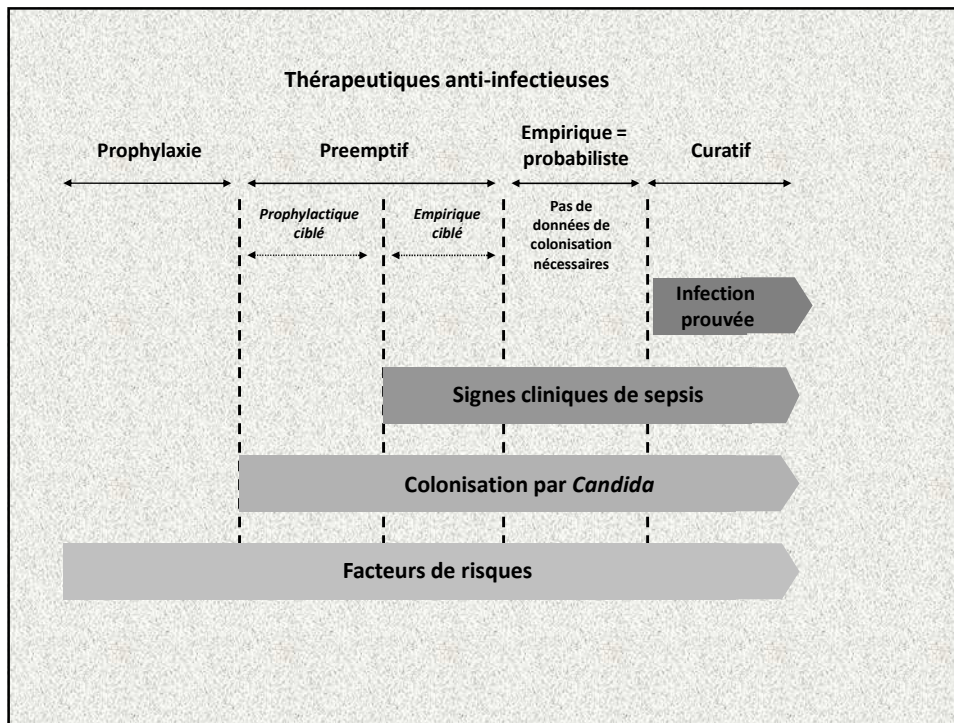 Thérapeutiques anti-infectieuses
Prophylaxie
Preemptif
Empirique =
probabiliste
Curatif
Prophylactique
ciblé
Empirique
ciblé
Pas de
données de
colonisation
nécessaires
Infection
prouvée
Signes cliniques de sepsis
Colonisation par Candida
Facteurs de risques